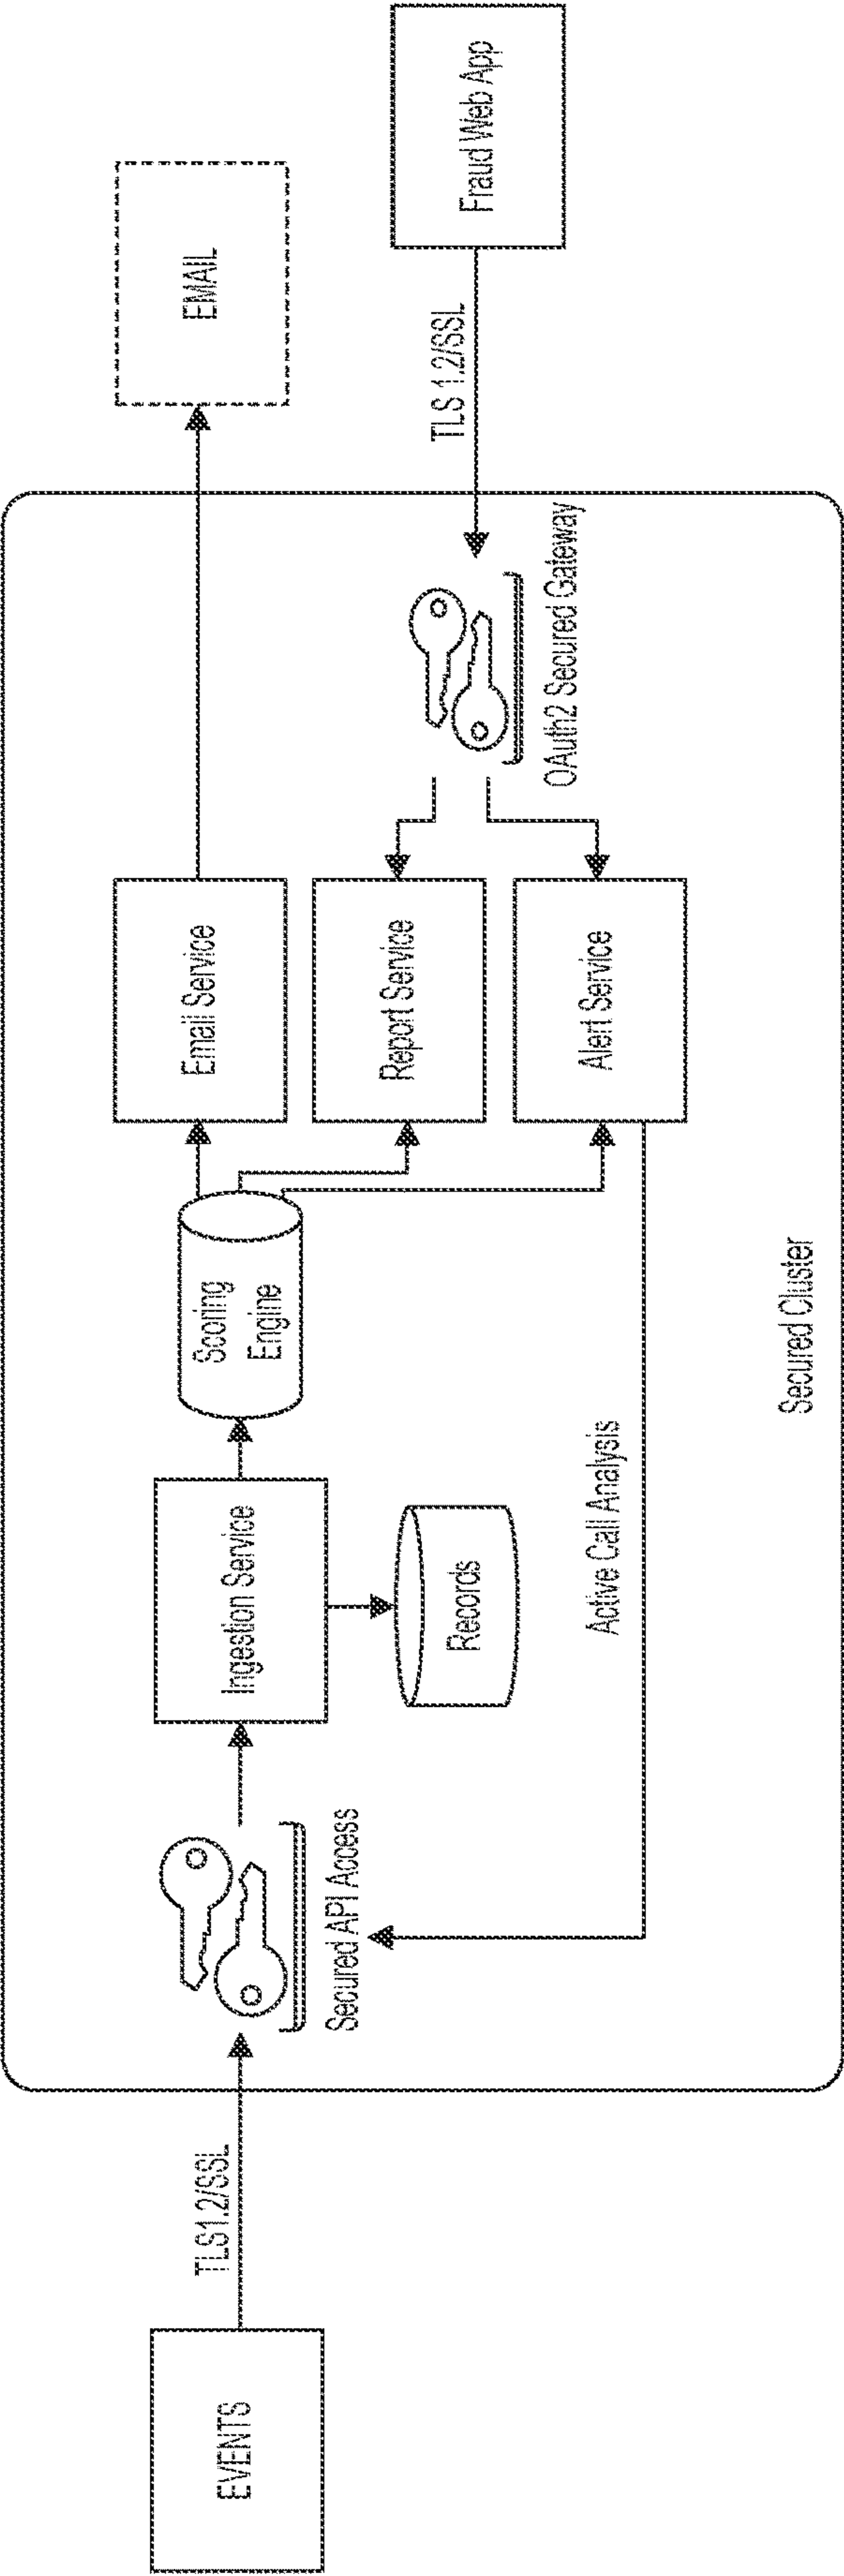 EVENTS
TLS1.2/SSL
Secured API Access
Ingestion Service
Records
Scoring
Engine
Active Call Analysis
Email Service
Report Service
Alert Service
OAuth2 Secured Gateway
Secured Cluster
EMAIL
TLS 1.2/SSL
Fraud Web App